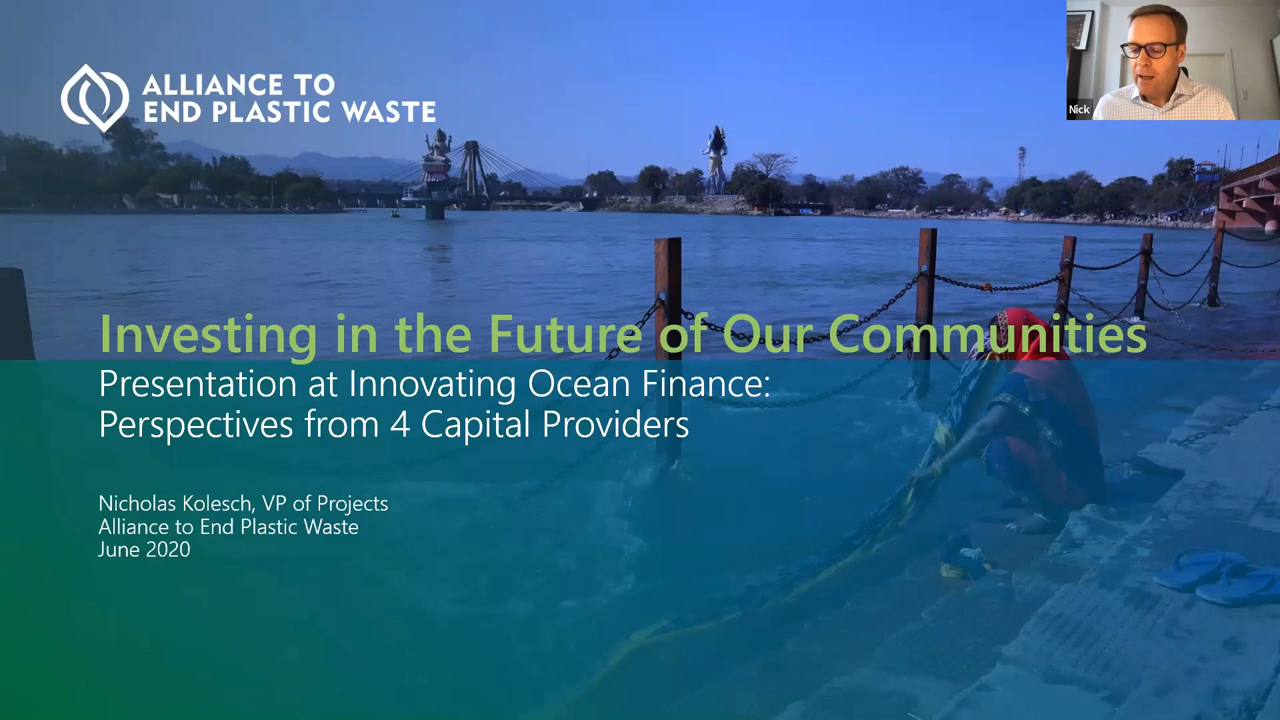 ALLIANCE TO
END PLASTIC WASTE
Nick
Investing in the Future of Our Communities
Presentation at Innovating Ocean Finance:
Perspectives from 4 Capital Providers
Nicholas Kolesch, VP of Projects
Alliance to End Plastic Waste
June 2020